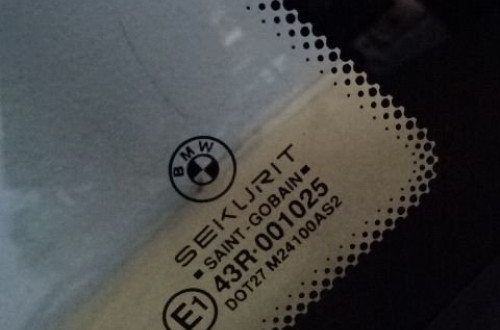 BMW
SEKURIT
SAINT-GOBAIN
43R-001025
DOT27 M24100AS2
E1